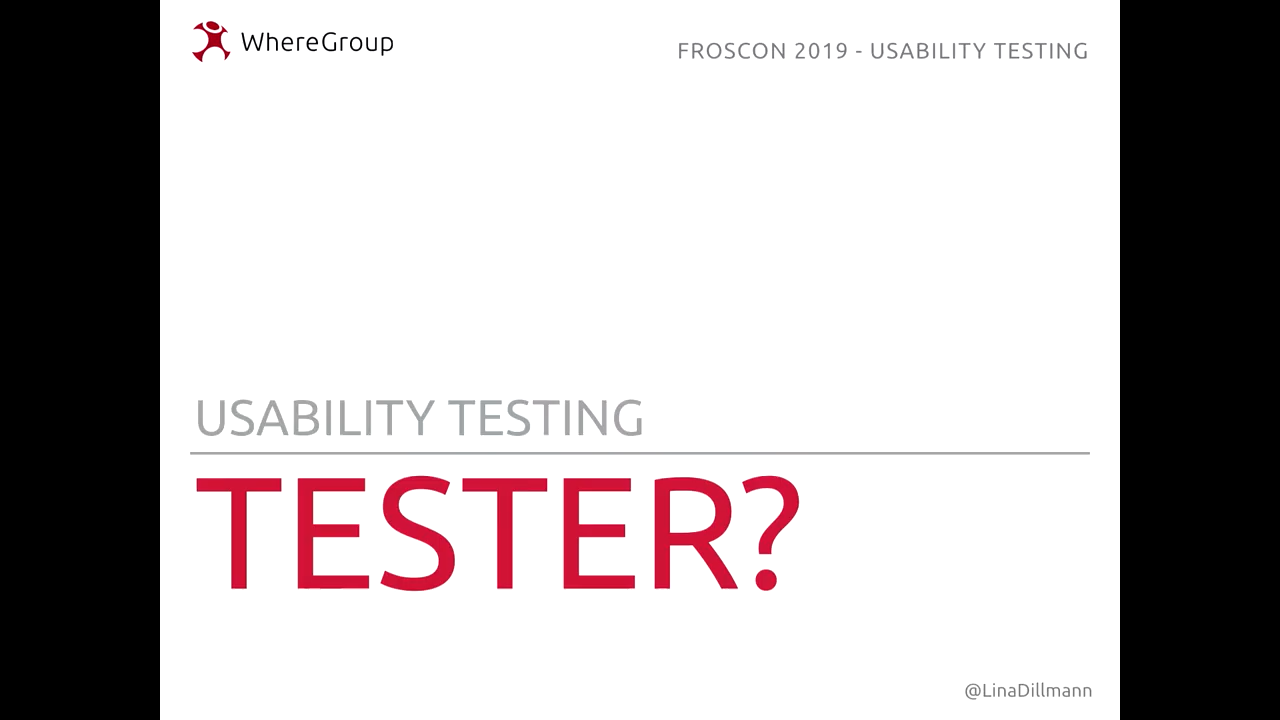 WhereGroup
FROSCON 2019 - USABILITY TESTING
USABILITY TESTING
TESTER?
@LinaDillmann